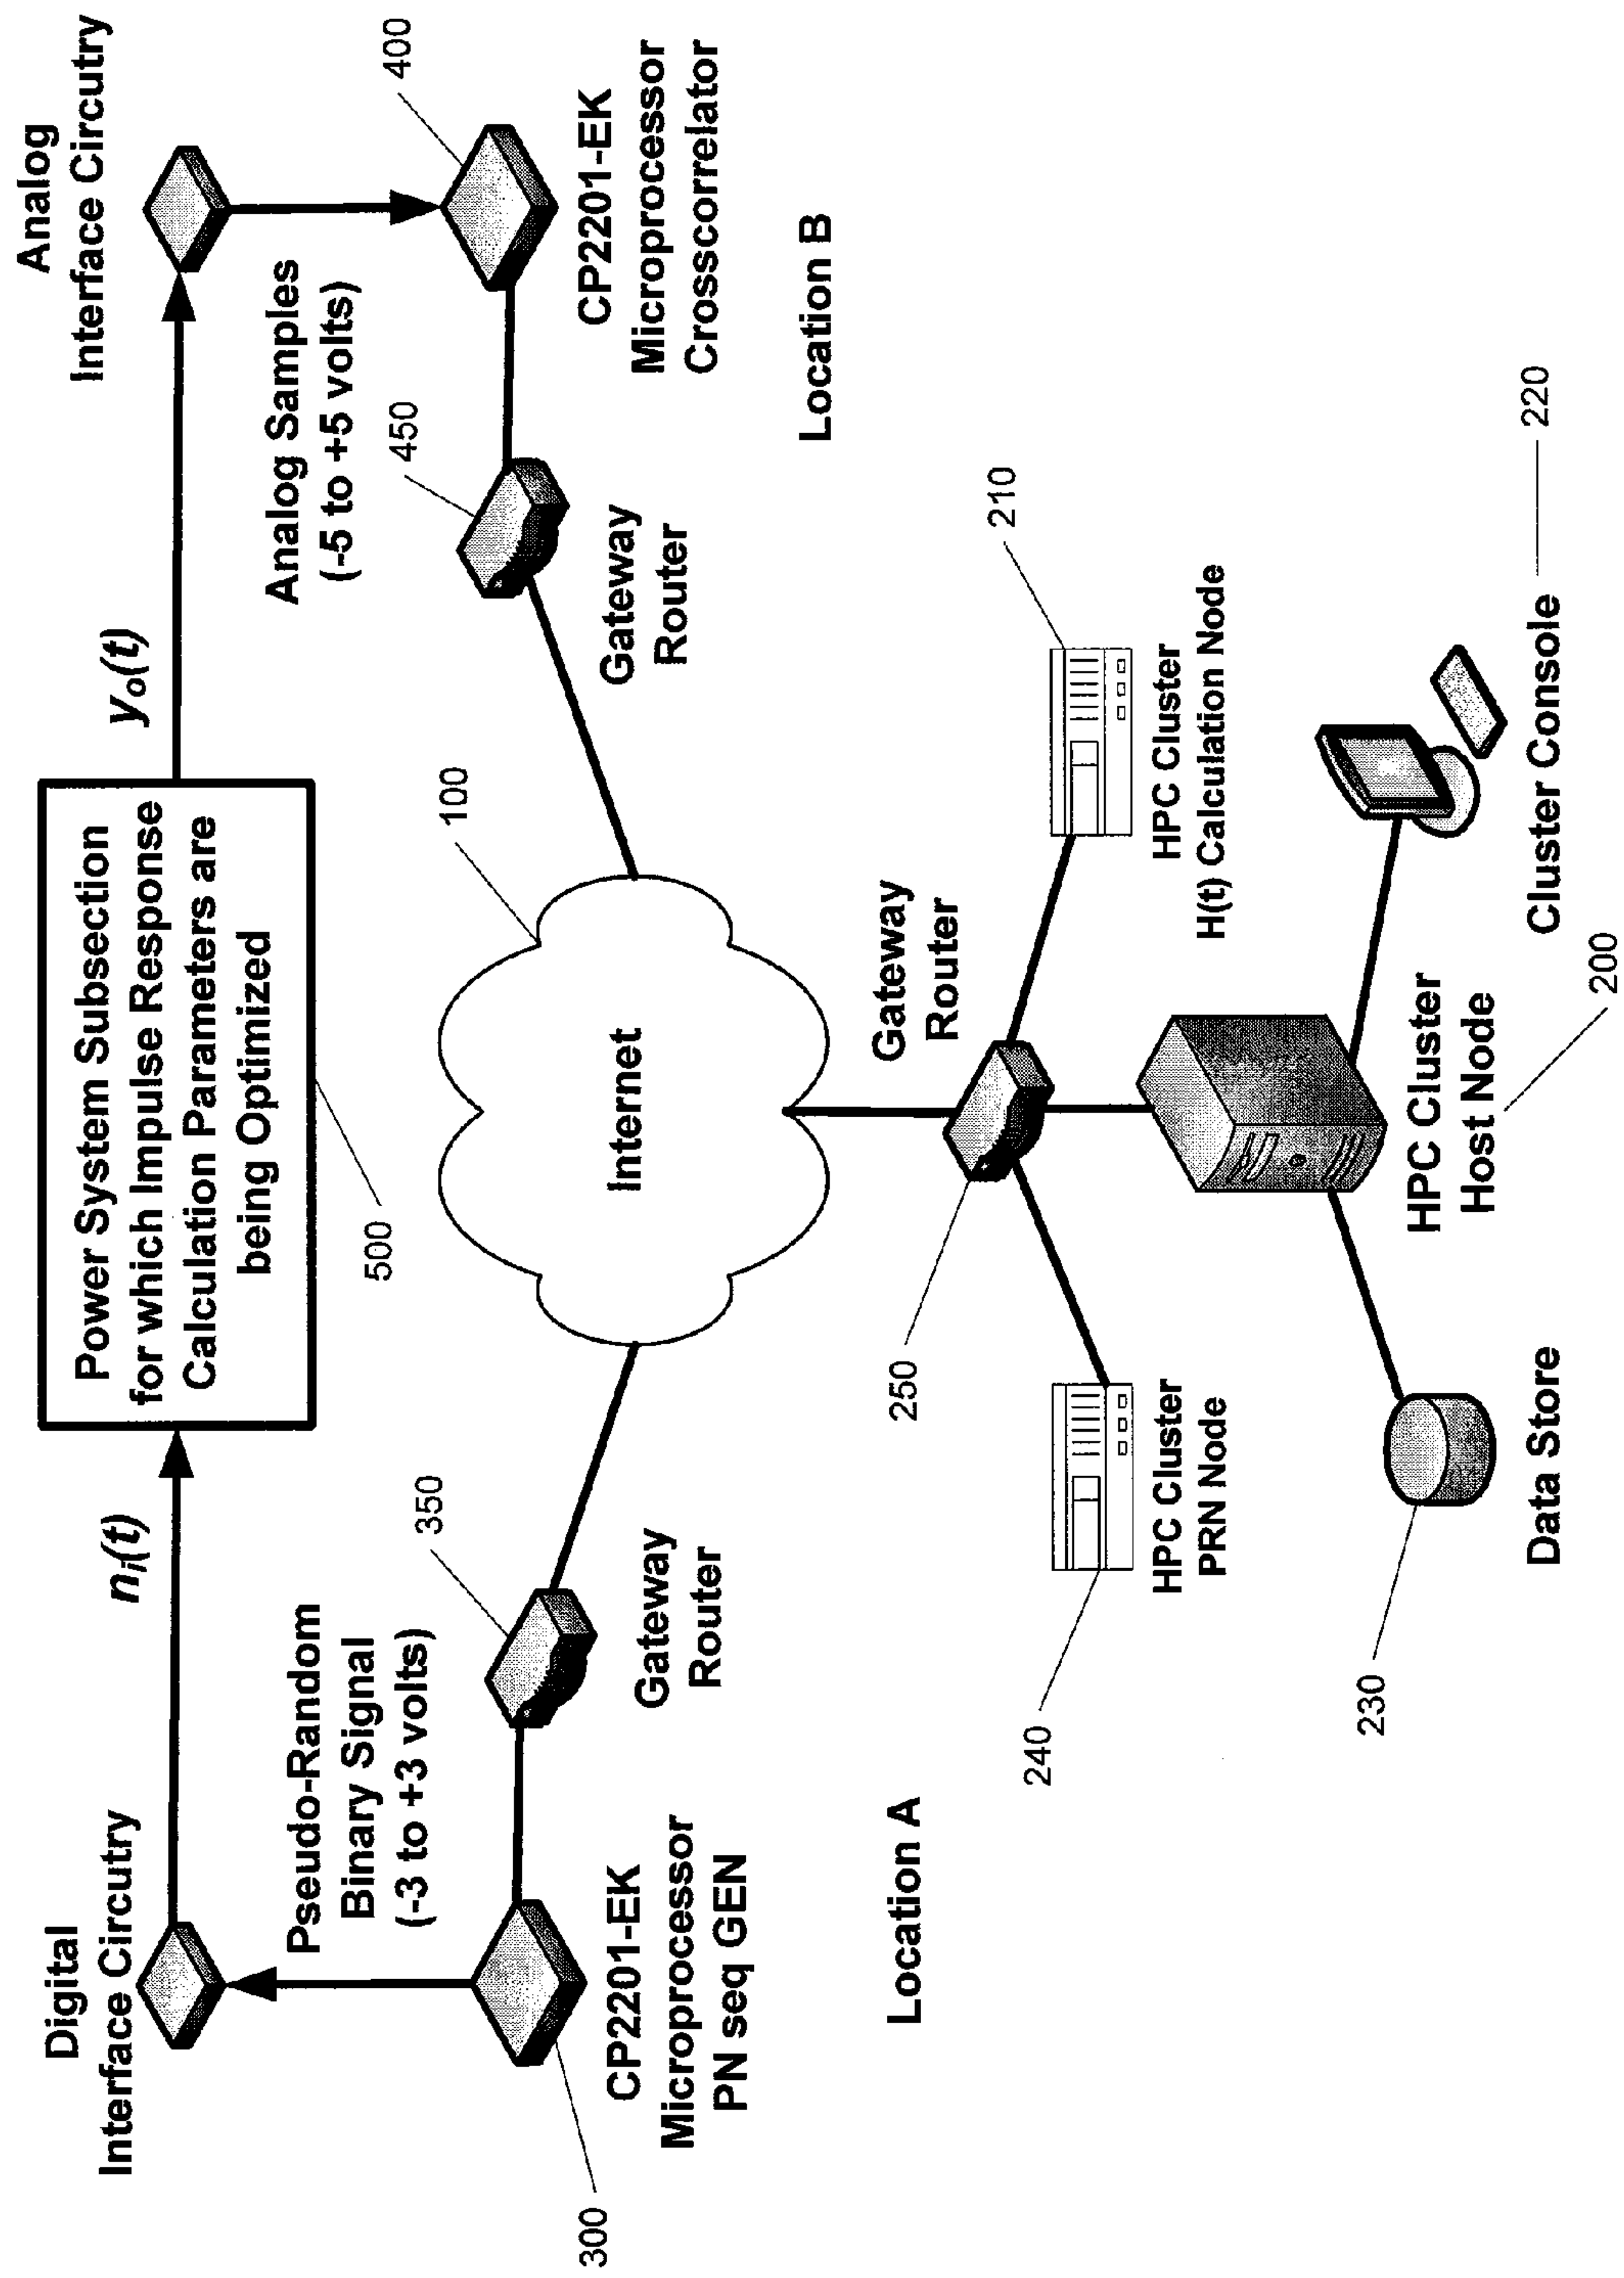 Digital
Interface Circutry
nᵢ(t)
Power System Subsection
for which Impulse Response
Calculation Parameters are
being Optimized
500
yₒ(t)
Analog
Interface Circutry
Pseudo-Random
Binary Signal
(-3 to +3 volts)
Analog Samples
(-5 to +5 volts)
300
CP2201-EK
Microprocessor
PN seq GEN
350
Gateway
Router
100
Internet
450
Gateway
Router
400
CP2201-EK
Microprocessor
Crosscorrelator
Location A
Location B
250
Gateway
Router
240
HPC Cluster
PRN Node
210
HPC Cluster
H(t) Calculation Node
230
Data Store
HPC Cluster
Host Node
200
Cluster Console
220